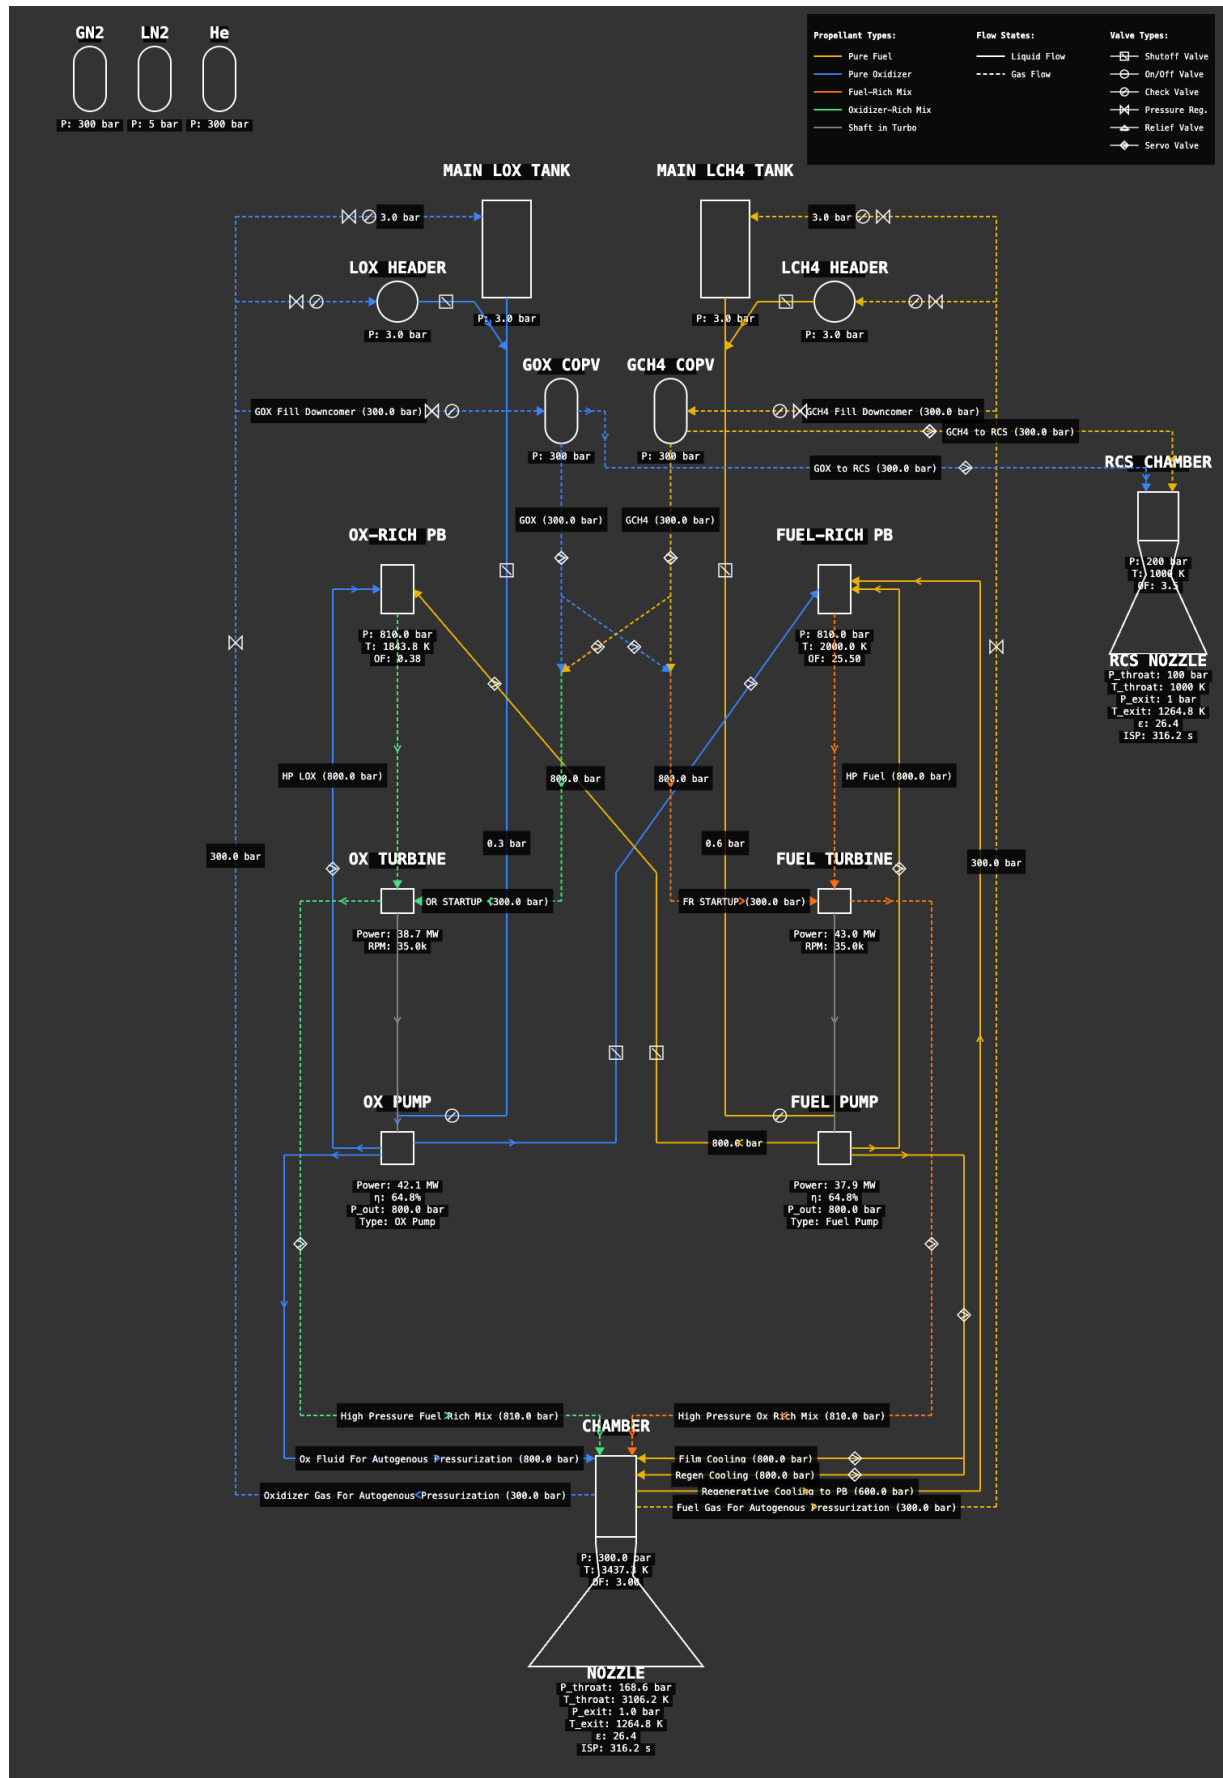 GN2
LN2
He
P: 300 bar
P: 5 bar
P: 300 bar
Propellant Types:
Pure Fuel
Pure Oxidizer
Fuel-Rich Mix
Oxidizer-Rich Mix
Shaft in Turbo
Flow States:
Liquid Flow
Gas Flow
Valve Types:
Shutoff Valve
On/Off Valve
Check Valve
Pressure Reg.
Relief Valve
Servo Valve
MAIN LOX TANK
MAIN LCH4 TANK
3.0 bar
3.0 bar
LOX HEADER
LCH4 HEADER
P: 3.0 bar
P: 3.0 bar
P: 3.0 bar
P: 3.0 bar
GOX COPV
GCH4 COPV
GOX Fill Downcomer (300.0 bar)
GCH4 Fill Downcomer (300.0 bar)
GCH4 to RCS (300.0 bar)
P: 300 bar
P: 300 bar
GOX to RCS (300.0 bar)
RCS CHAMBER
GOX (300.0 bar)
GCH4 (300.0 bar)
OX-RICH PB
FUEL-RICH PB
P: 200 bar
T: 1000 K
OF: 3.5
P: 810.0 bar
T: 1843.8 K
OF: 0.38
P: 810.0 bar
T: 2000.0 K
OF: 25.50
RCS NOZZLE
P_throat: 100 bar
T_throat: 1000 K
P_exit: 1 bar
T_exit: 1264.8 K
ε: 26.4
ISP: 316.2 s
HP LOX (800.0 bar)
800.0 bar
800.0 bar
HP Fuel (800.0 bar)
0.3 bar
0.6 bar
300.0 bar
300.0 bar
OX TURBINE
FUEL TURBINE
OR STARTUP (300.0 bar)
FR STARTUP (300.0 bar)
Power: 38.7 MW
RPM: 35.0k
Power: 43.0 MW
RPM: 35.0k
OX PUMP
FUEL PUMP
800.0 bar
Power: 42.1 MW
η: 64.8%
P_out: 800.0 bar
Type: OX Pump
Power: 37.9 MW
η: 64.8%
P_out: 800.0 bar
Type: Fuel Pump
High Pressure Fuel Rich Mix (810.0 bar)
High Pressure Ox Rich Mix (810.0 bar)
CHAMBER
Ox Fluid For Autogenous Pressurization (800.0 bar)
Film Cooling (800.0 bar)
Regen Cooling (800.0 bar)
Regenerative Cooling to PB (600.0 bar)
Oxidizer Gas For Autogenous Pressurization (300.0 bar)
Fuel Gas For Autogenous Pressurization (300.0 bar)
P: 300.0 bar
T: 3437.3 K
OF: 3.00
NOZZLE
P_throat: 168.6 bar
T_throat: 3106.2 K
P_exit: 1.0 bar
T_exit: 1264.8 K
ε: 26.4
ISP: 316.2 s